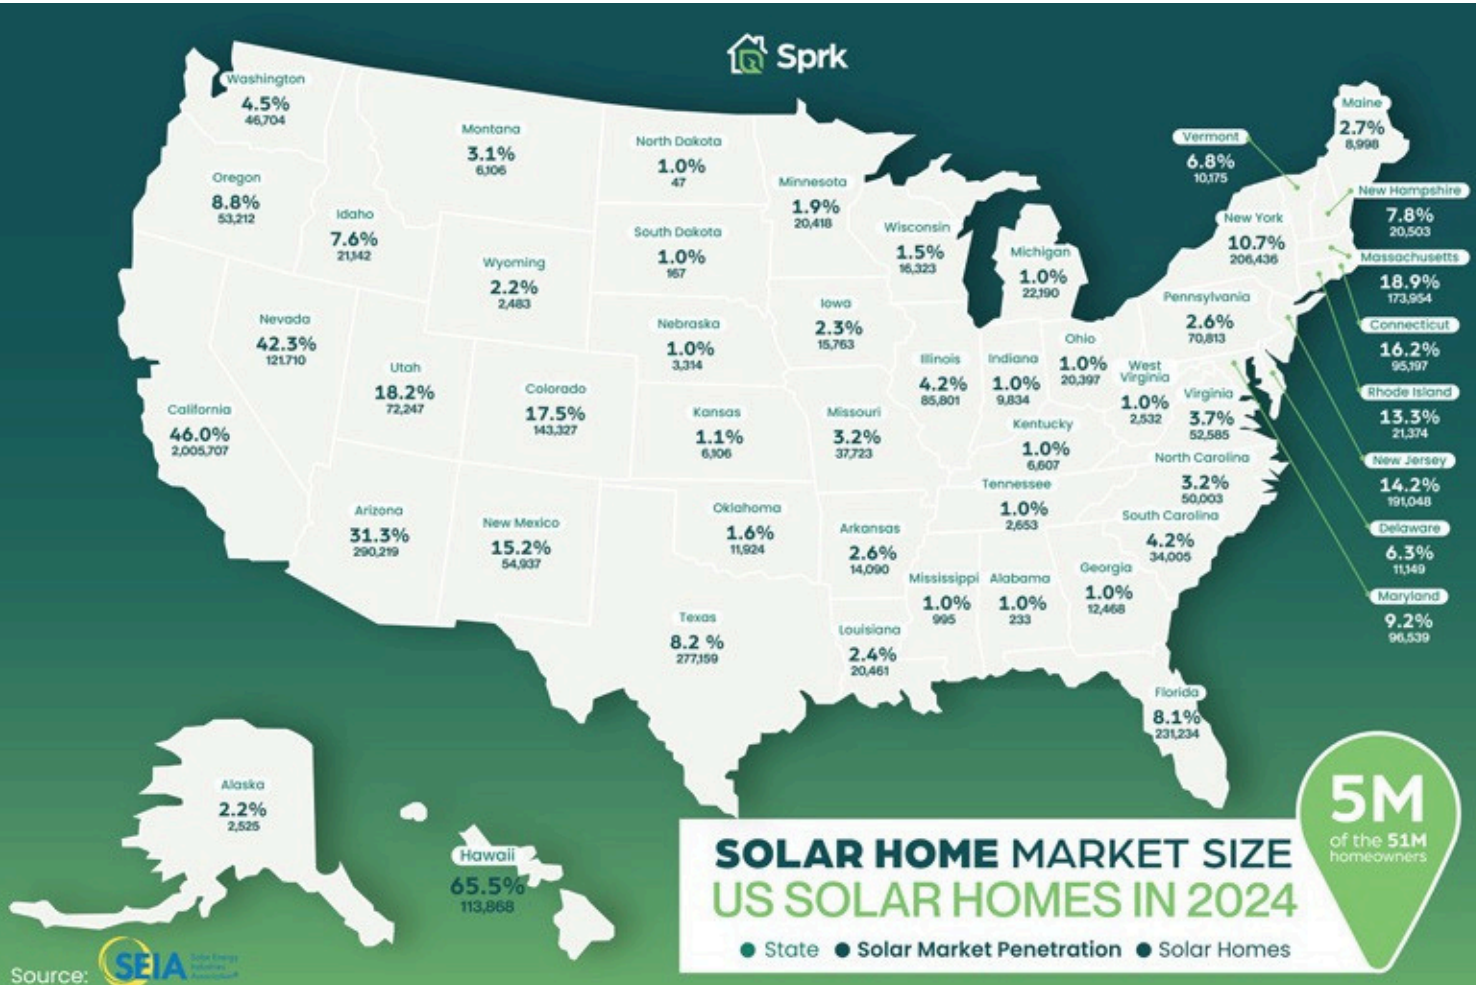 Sprk
Washington
4.5%
46,704
Oregon
8.8%
53,212
Idaho
7.6%
21,142
Montana
3.1%
6,106
Wyoming
2.2%
2,483
Nevada
42.3%
121,710
Utah
18.2%
72,247
California
46.0%
2,005,707
Colorado
17.5%
143,327
Arizona
31.3%
290,219
New Mexico
15.2%
54,937
North Dakota
1.0%
47
South Dakota
1.0%
167
Nebraska
1.0%
3,314
Kansas
1.1%
6,106
Oklahoma
1.6%
11,924
Texas
8.2 %
277,159
Minnesota
1.9%
20,418
Iowa
2.3%
15,763
Missouri
3.2%
37,723
Arkansas
2.6%
14,090
Louisiana
2.4%
20,461
Wisconsin
1.5%
16,323
Illinois
4.2%
85,801
Michigan
1.0%
22,190
Indiana
1.0%
9,834
Ohio
1.0%
20,397
Kentucky
1.0%
6,607
Tennessee
1.0%
2,653
Mississippi
1.0%
995
Alabama
1.0%
233
Georgia
1.0%
12,468
Florida
8.1%
231,234
South Carolina
4.2%
34,005
North Carolina
3.2%
50,003
Virginia
3.7%
52,585
West
Virginia
1.0%
2,532
Pennsylvania
2.6%
70,813
New York
10.7%
206,436
Vermont
6.8%
10,175
Maine
2.7%
8,998
New Hampshire
7.8%
20,503
Massachusetts
18.9%
173,954
Connecticut
16.2%
95,197
Rhode Island
13.3%
21,374
New Jersey
14.2%
191,048
Delaware
6.3%
11,149
Maryland
9.2%
96,539
Alaska
2.2%
2,525
Hawaii
65.5%
113,868
5M
of the 51M
homeowners
SOLAR HOME MARKET SIZE
US SOLAR HOMES IN 2024
State
Solar Market Penetration
Solar Homes
Source:
SEIA
Solar Energy
Industries
Association®